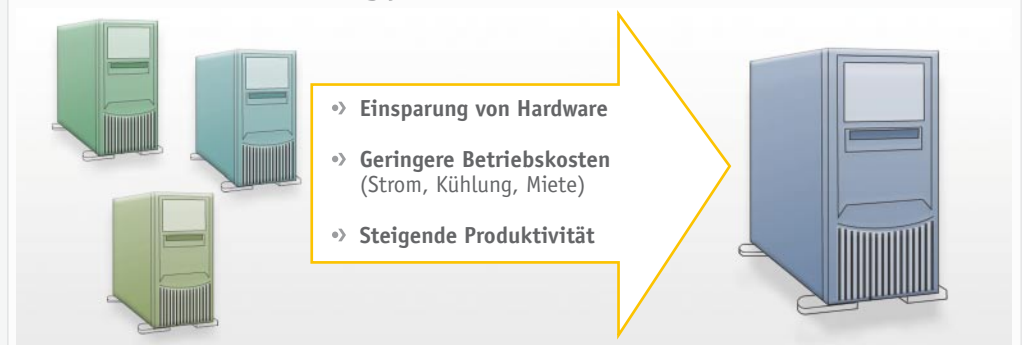 Einsparung von Hardware
Geringere Betriebskosten
(Strom, Kühlung, Miete)
Steigende Produktivität